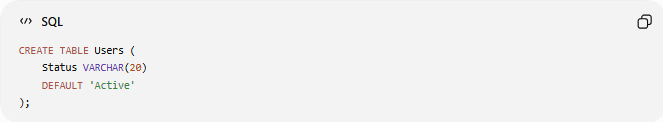 SQL
CREATE TABLE Users (
    Status VARCHAR(20)
    DEFAULT 'Active'
);